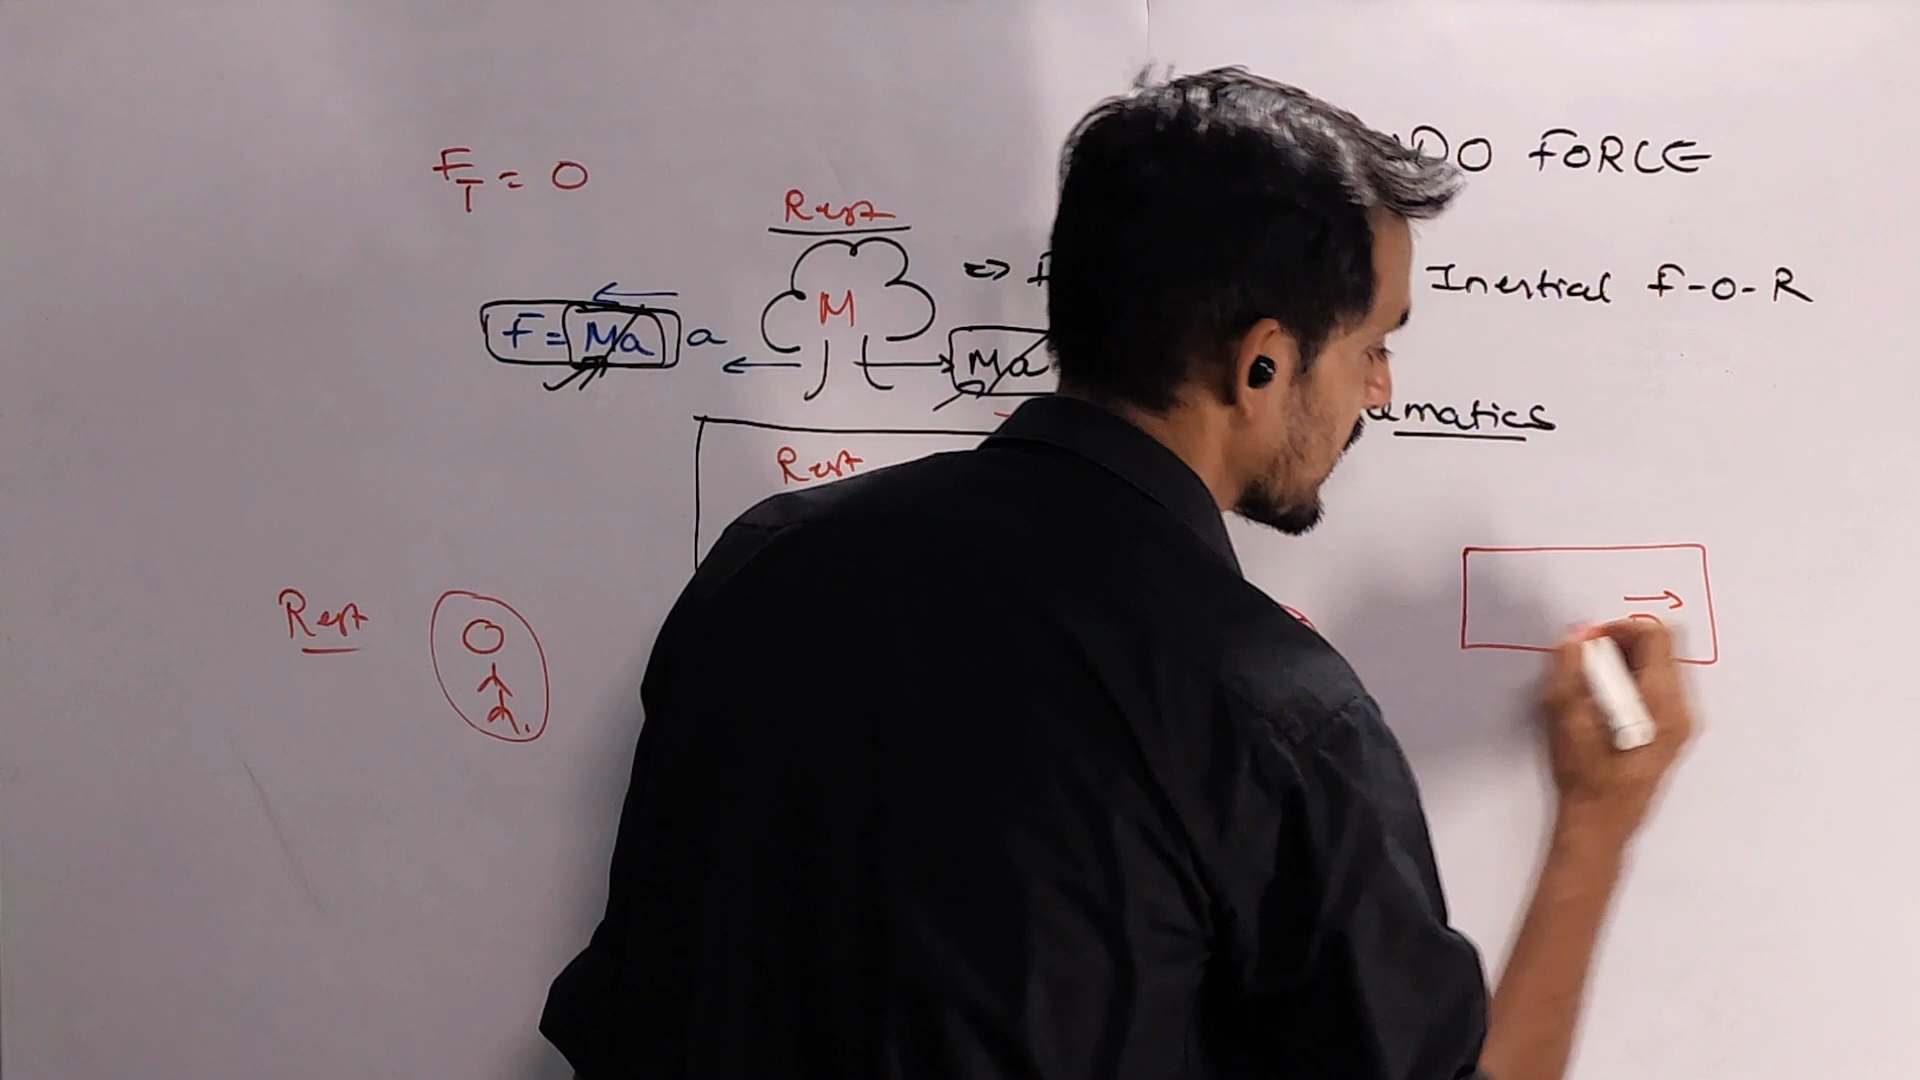 F_T = 0
DO FORCE
Rest
Inertial F-O-R
M
F = Ma a
Ma
ematics
Rest
Rest